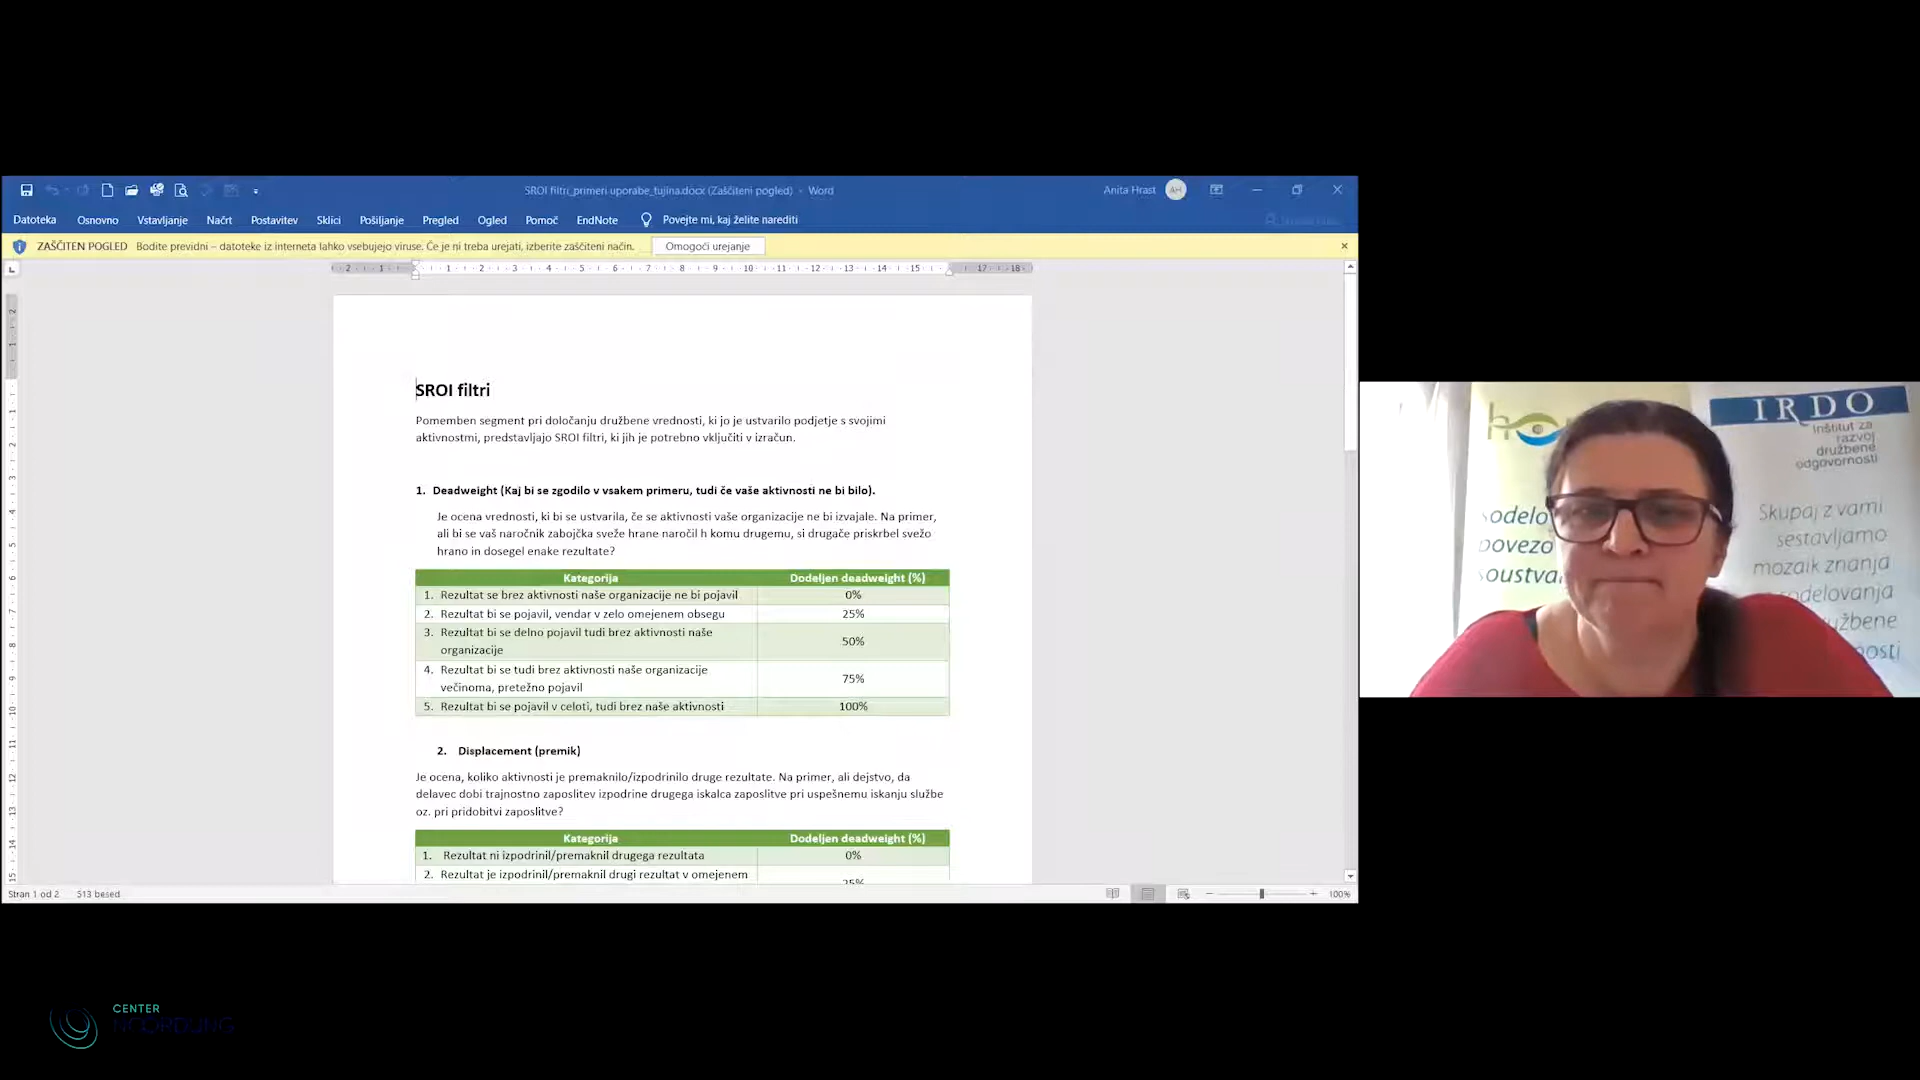 SROI filtri_primeri uporabe_tujina.docx (Zaščiteni pogled) - Word
Anita Hrast
AH
Datoteka Osnovno Vstavljanje Načrt Postavitev Sklici Pošiljanje Pregled Ogled Pomoč EndNote Povejte mi, kaj želite narediti
ZAŠČITEN POGLED Bodite previdni – datoteke iz interneta lahko vsebujejo viruse. Če je ni treba urejati, izberite zaščiteni način. Omogoči urejanje
SROI filtri
Pomemben segment pri določanju družbene vrednosti, ki jo je ustvarilo podjetje s svojimi
aktivnostmi, predstavljajo SROI filtri, ki jih je potrebno vključiti v izračun.
1. Deadweight (Kaj bi se zgodilo v vsakem primeru, tudi če vaše aktivnosti ne bi bilo).
Je ocena vrednosti, ki bi se ustvarila, če se aktivnosti vaše organizacije ne bi izvajale. Na primer,
ali bi se vaš naročnik zabojčka sveže hrane naročil h komu drugemu, si drugače priskrbel svežo
hrano in dosegel enake rezultate?
Kategorija Dodeljen deadweight (%)
1. Rezultat se brez aktivnosti naše organizacije ne bi pojavil 0%
2. Rezultat bi se pojavil, vendar v zelo omejenem obsegu 25%
3. Rezultat bi se delno pojavil tudi brez aktivnosti naše
organizacije 50%
4. Rezultat bi se tudi brez aktivnosti naše organizacije
večinoma, pretežno pojavil 75%
5. Rezultat bi se pojavil v celoti, tudi brez naše aktivnosti 100%
2. Displacement (premik)
Je ocena, koliko aktivnosti je premaknilo/izpodrinilo druge rezultate. Na primer, ali dejstvo, da
delavec dobi trajnostno zaposlitev izpodrine drugega iskalca zaposlitve pri uspešnemu iskanju službe
oz. pri pridobitvi zaposlitve?
Kategorija Dodeljen deadweight (%)
1. Rezultat ni izpodrinil/premaknil drugega rezultata 0%
2. Rezultat je izpodrinil/premaknil drugi rezultat v omejenem
25%
Stran 1 od 2 513 besed 100%
IRDO
Inštitut za
razvoj
družbene
odgovornosti
Skupaj z vami
sestavljamo
mozaik znanja
CENTER
NOORDUNG